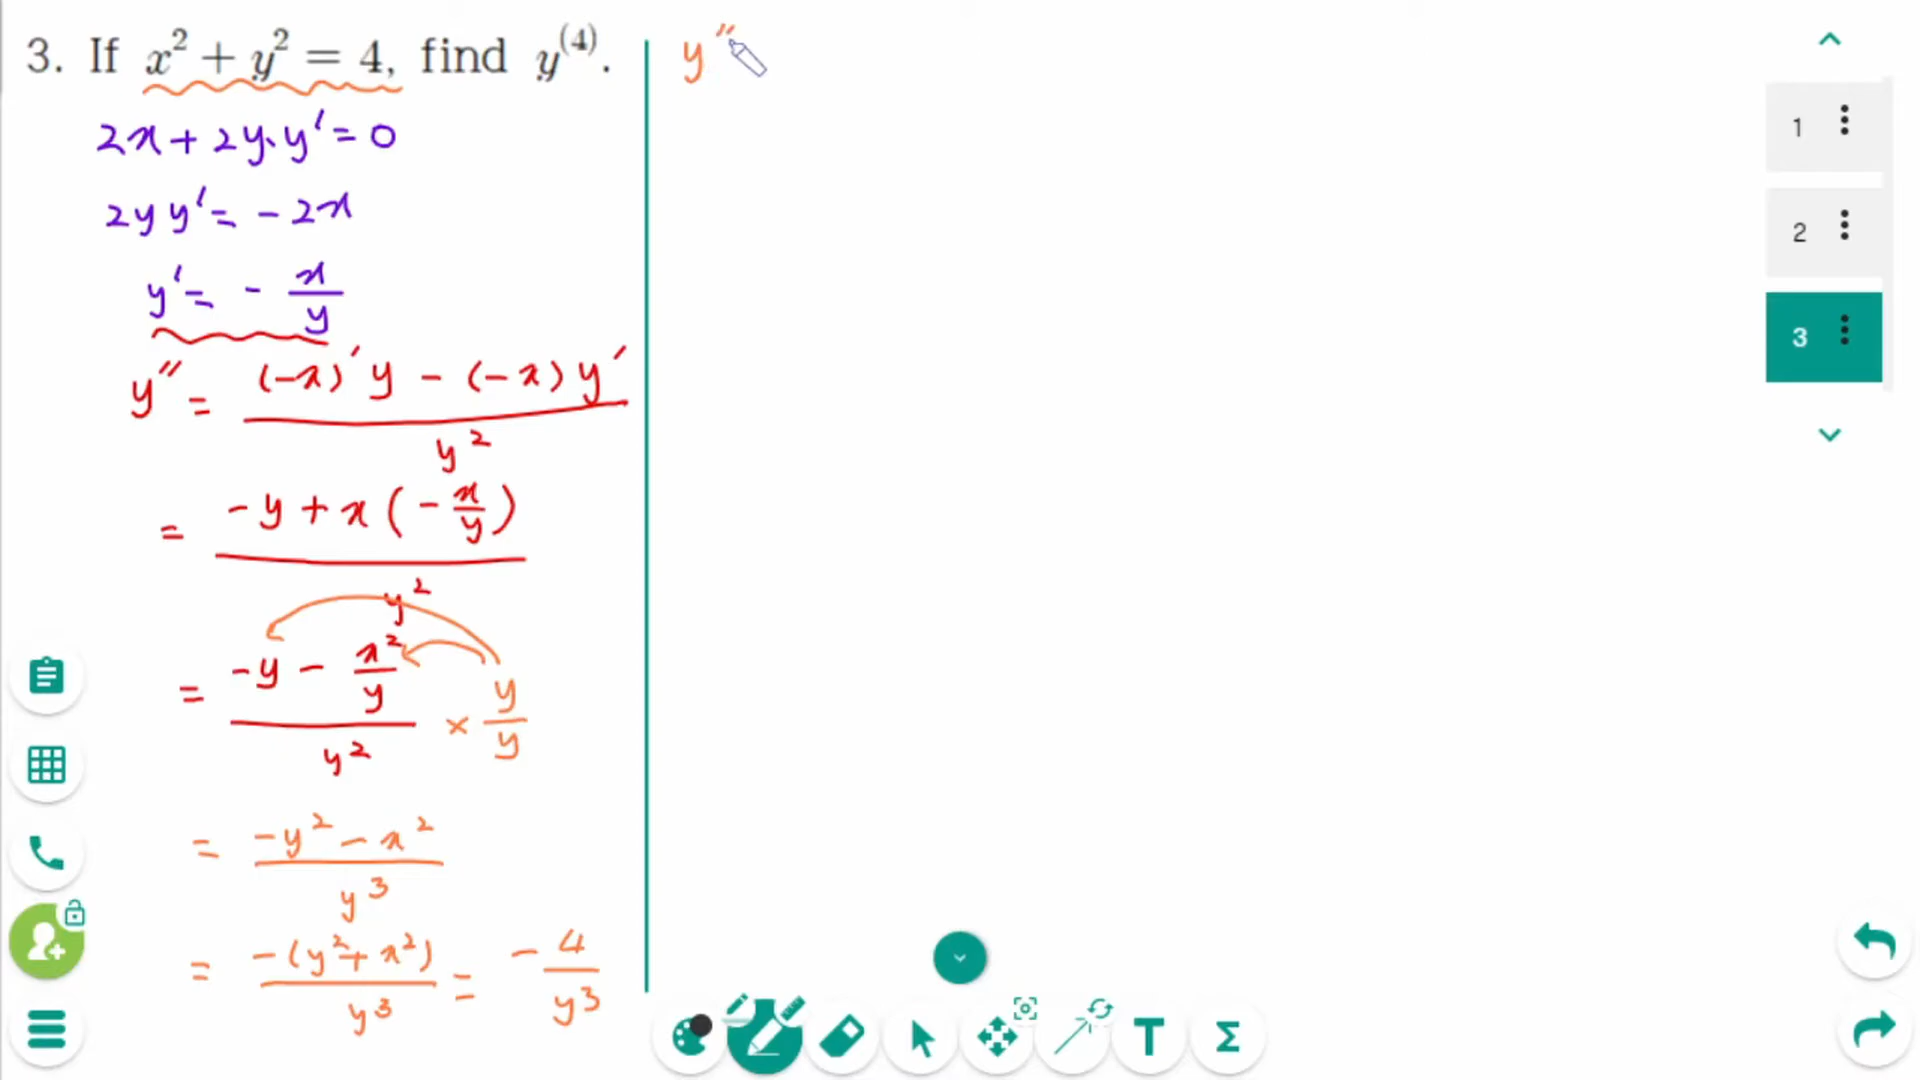 3. If x² + y² = 4, find y⁽⁴⁾.
2x + 2y·y' = 0
2y y' = - 2x
y' = - x/y
y'' = ((-x)' y - (-x) y') / y²
= (-y + x(- x/y)) / y²
= (-y - x²/y) / y² × y/y
= (-y² - x²) / y³
= -(y² + x²) / y³ = - 4/y³
y''
1
2
3
T
Σ